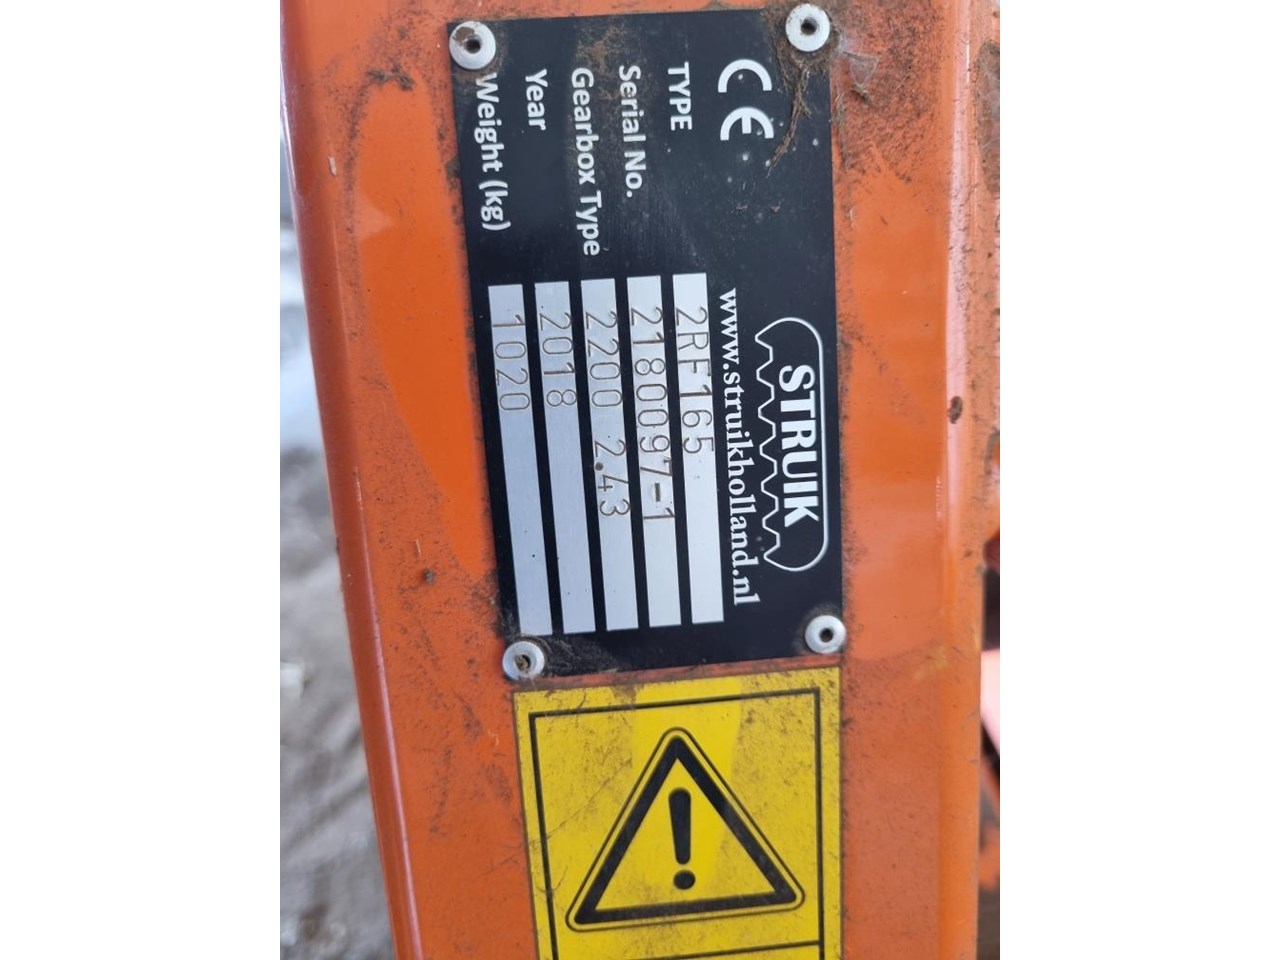 CE
STRUIK
www.struikholland.nl
TYPE 2RF165
Serial No. 2180097-1
Gearbox Type 2200 2.43
Year 2018
Weight (kg) 1020